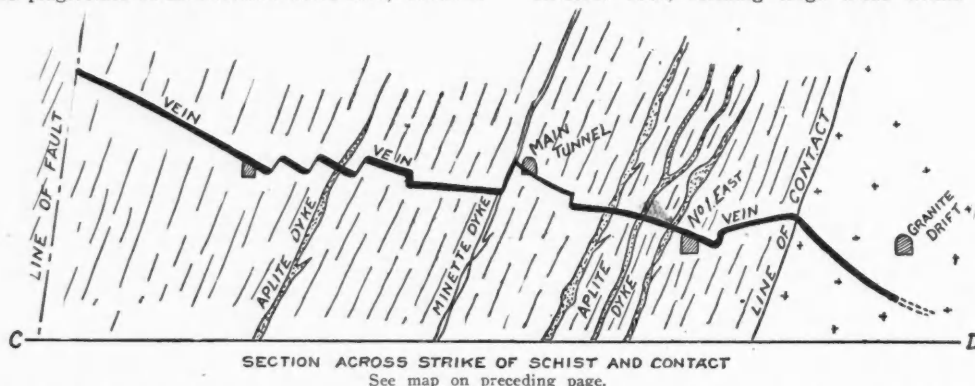 VEIN
LINE OF FAULT
APLITE DYKE
VEIN
MINETTE DYKE
MAIN TUNNEL
APLITE
DYKE
No 1. EAST
VEIN
LINE OF CONTACT
GRANITE DRIFT
C
D
SECTION ACROSS STRIKE OF SCHIST AND CONTACT
See map on preceding page.